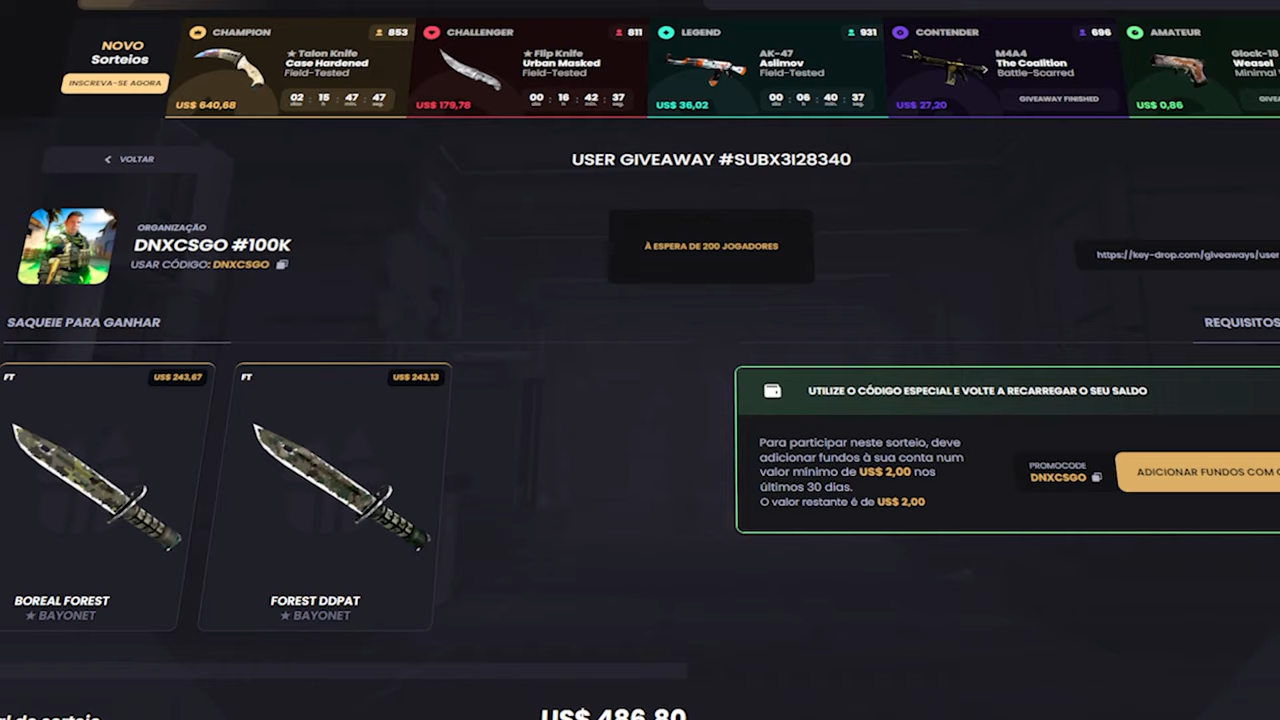 NOVO
Sorteios
INSCREVA-SE AGORA
CHAMPION
853
★ Talon Knife
Case Hardened
Field-Tested
US$ 640,68
02 : 15 : 47 : 47
CHALLENGER
811
★ Flip Knife
Urban Masked
Field-Tested
US$ 179,78
00 : 16 : 42 : 37
LEGEND
931
AK-47
Asiimov
Field-Tested
US$ 36,02
00 : 06 : 40 : 37
CONTENDER
696
M4A4
The Coalition
Battle-Scarred
US$ 27,20
GIVEAWAY FINISHED
AMATEUR
Glock-18
Weasel
Minimal
US$ 0,86
VOLTAR
USER GIVEAWAY #SUBX3I28340
ORGANIZAÇÃO
DNXCSGO #100K
USAR CÓDIGO: DNXCSGO
À ESPERA DE 200 JOGADORES
https://key-drop.com/giveaways/user
SAQUEIE PARA GANHAR
REQUISITOS
FT
US$ 243,67
BOREAL FOREST
★ BAYONET
FT
US$ 243,13
FOREST DDPAT
★ BAYONET
UTILIZE O CÓDIGO ESPECIAL E VOLTE A RECARREGAR O SEU SALDO
Para participar neste sorteio, deve
adicionar fundos à sua conta num
valor mínimo de US$ 2,00 nos
últimos 30 dias.
O valor restante é de US$ 2,00
PROMOCODE
DNXCSGO
ADICIONAR FUNDOS COM
do sorteio
US$ 486,80